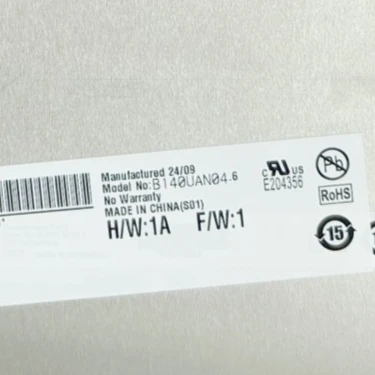 Manufactured 24/09
Model No:B140UAN04.6
No Warranty
MADE IN CHINA(S01)
H/W:1A F/W:1
c RU US
E204356
Pb
RoHS
15